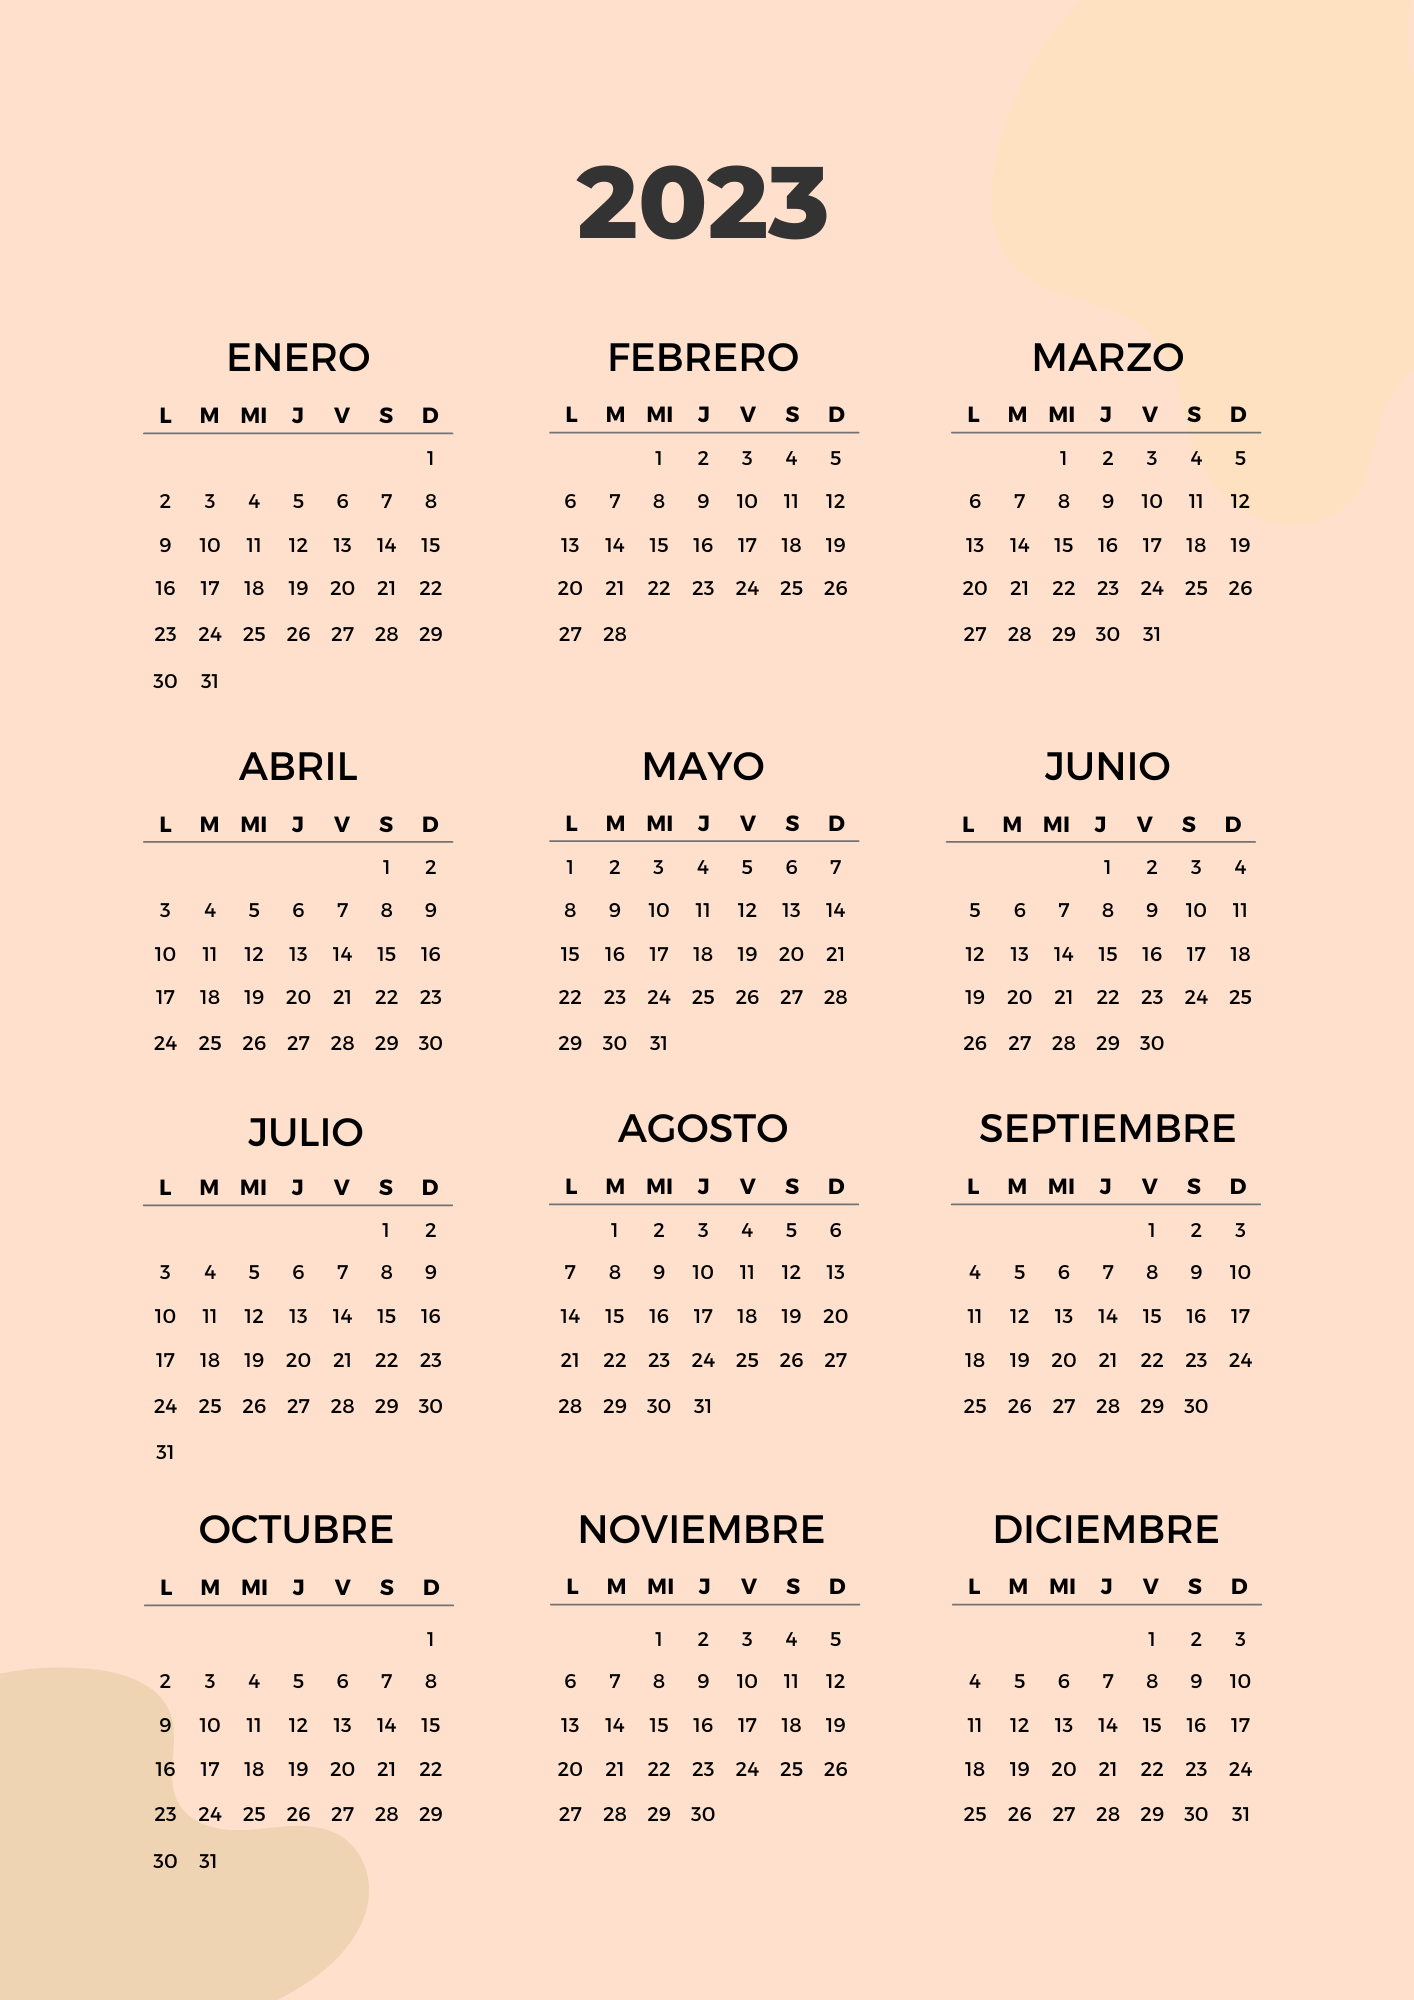 2023
ENERO
L M MI J V S D
1
2 3 4 5 6 7 8
9 10 11 12 13 14 15
16 17 18 19 20 21 22
23 24 25 26 27 28 29
30 31
FEBRERO
L M MI J V S D
1 2 3 4 5
6 7 8 9 10 11 12
13 14 15 16 17 18 19
20 21 22 23 24 25 26
27 28
MARZO
L M MI J V S D
1 2 3 4 5
6 7 8 9 10 11 12
13 14 15 16 17 18 19
20 21 22 23 24 25 26
27 28 29 30 31
ABRIL
L M MI J V S D
1 2
3 4 5 6 7 8 9
10 11 12 13 14 15 16
17 18 19 20 21 22 23
24 25 26 27 28 29 30
MAYO
L M MI J V S D
1 2 3 4 5 6 7
8 9 10 11 12 13 14
15 16 17 18 19 20 21
22 23 24 25 26 27 28
29 30 31
JUNIO
L M MI J V S D
1 2 3 4
5 6 7 8 9 10 11
12 13 14 15 16 17 18
19 20 21 22 23 24 25
26 27 28 29 30
JULIO
L M MI J V S D
1 2
3 4 5 6 7 8 9
10 11 12 13 14 15 16
17 18 19 20 21 22 23
24 25 26 27 28 29 30
31
AGOSTO
L M MI J V S D
1 2 3 4 5 6
7 8 9 10 11 12 13
14 15 16 17 18 19 20
21 22 23 24 25 26 27
28 29 30 31
SEPTIEMBRE
L M MI J V S D
1 2 3
4 5 6 7 8 9 10
11 12 13 14 15 16 17
18 19 20 21 22 23 24
25 26 27 28 29 30
OCTUBRE
L M MI J V S D
1
2 3 4 5 6 7 8
9 10 11 12 13 14 15
16 17 18 19 20 21 22
23 24 25 26 27 28 29
30 31
NOVIEMBRE
L M MI J V S D
1 2 3 4 5
6 7 8 9 10 11 12
13 14 15 16 17 18 19
20 21 22 23 24 25 26
27 28 29 30
DICIEMBRE
L M MI J V S D
1 2 3
4 5 6 7 8 9 10
11 12 13 14 15 16 17
18 19 20 21 22 23 24
25 26 27 28 29 30 31